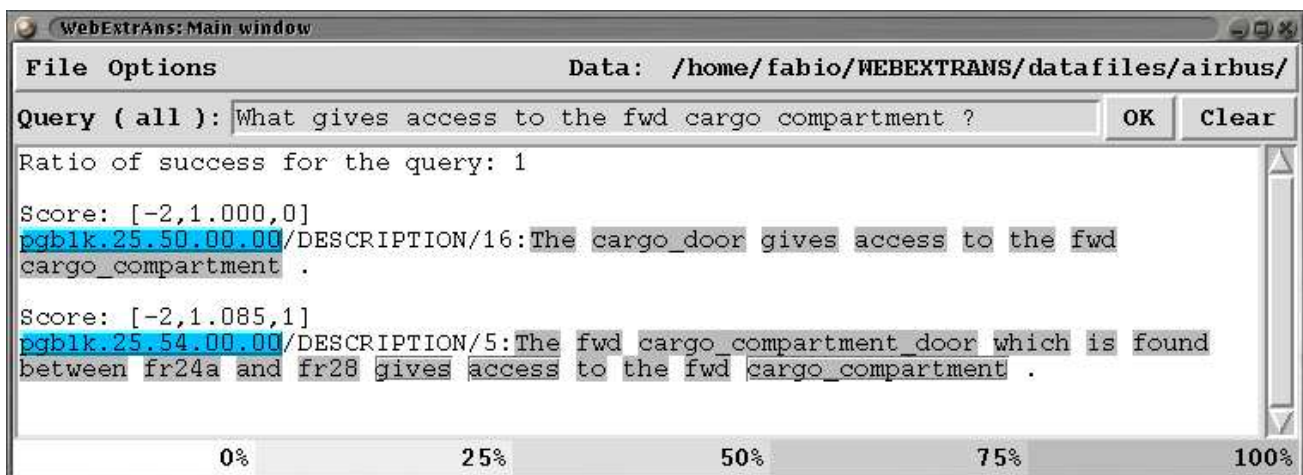 WebExtrAns: Main window
File Options Data: /home/fabio/WEBEXTRANS/datafiles/airbus/
Query ( all ): What gives access to the fwd cargo compartment ? OK Clear
Ratio of success for the query: 1
Score: [-2,1.000,0]
pgblk.25.50.00.00/DESCRIPTION/16:The cargo_door gives access to the fwd
cargo_compartment .
Score: [-2,1.085,1]
pgblk.25.54.00.00/DESCRIPTION/5:The fwd cargo_compartment_door which is found
between fr24a and fr28 gives access to the fwd cargo_compartment .
0% 25% 50% 75% 100%